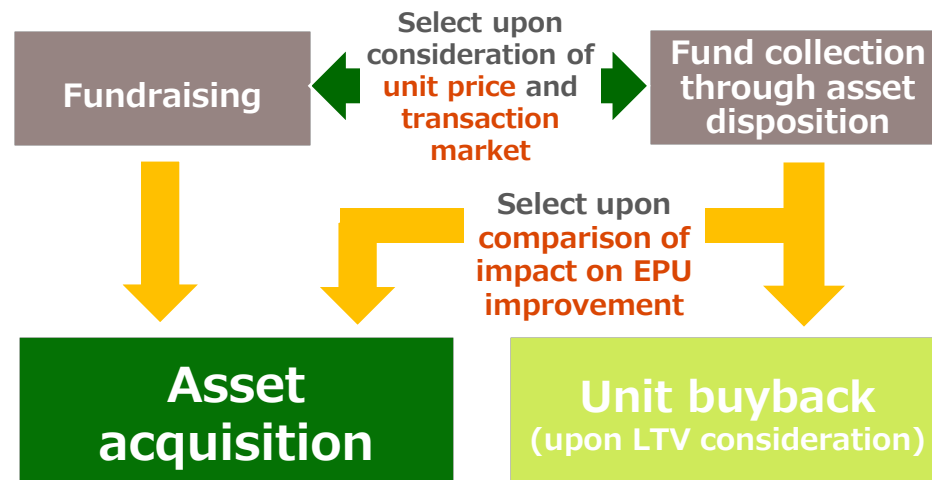 Fundraising
Select upon
consideration of
unit price and
transaction
market
Fund collection
through asset
disposition
Select upon
comparison of
impact on EPU
improvement
Asset
acquisition
Unit buyback
(upon LTV consideration)